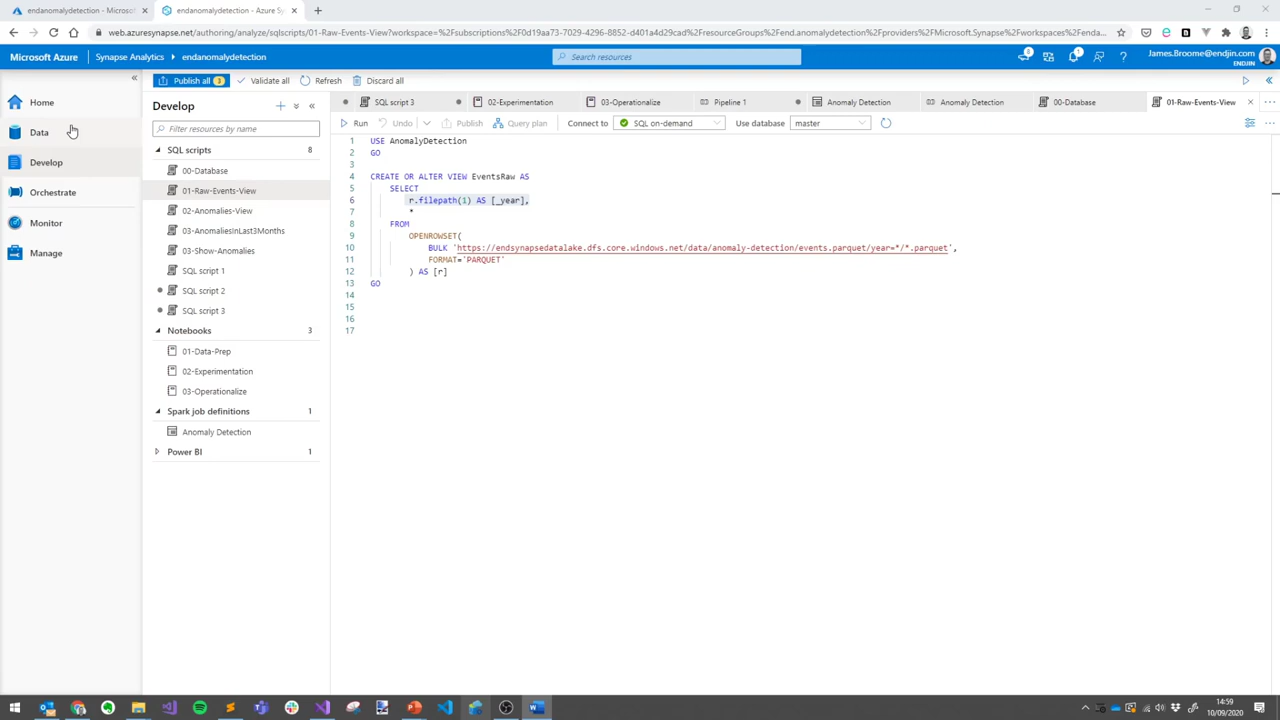 endanomalydetection - Microso
endanomalydetection - Azure Sy
web.azuresynapse.net/authoring/analyze/sqlscripts/01-Raw-Events-View?workspace=%2Fsubscriptions%2F0d19aa73-7029-4296-8852-d401a4d29cad%2FresourceGroups%2Fend.anomalydetection%2Fproviders%2FMicrosoft.Synapse%2Fworkspaces%2Fenda...
Microsoft Azure
Synapse Analytics
endanomalydetection
Search resources
8
1
James.Broome@endjin.com
ENDJIN
Publish all
3
Validate all
Refresh
Discard all
Home
Data
Develop
Orchestrate
Monitor
Manage
Develop
Filter resources by name
SQL scripts 8
00-Database
01-Raw-Events-View
02-Anomalies-View
03-AnomaliesInLast3Months
03-Show-Anomalies
SQL script 1
SQL script 2
SQL script 3
Notebooks 3
01-Data-Prep
02-Experimentation
03-Operationalize
Spark job definitions 1
Anomaly Detection
Power BI 1
SQL script 3
02-Experimentation
03-Operationalize
Pipeline 1
Anomaly Detection
Anomaly Detection
00-Database
01-Raw-Events-View
Run
Undo
Publish
Query plan
Connect to
SQL on-demand
Use database
master
1 USE AnomalyDetection
2 GO
3
4 CREATE OR ALTER VIEW EventsRaw AS
5 SELECT
6 r.filepath(1) AS [_year],
7 *
8 FROM
9 OPENROWSET(
10 BULK 'https://endsynapsedatalake.dfs.core.windows.net/data/anomaly-detection/events.parquet/year=*/*.parquet',
11 FORMAT='PARQUET'
12 ) AS [r]
13 GO
14
15
16
17
14:59
10/09/2020